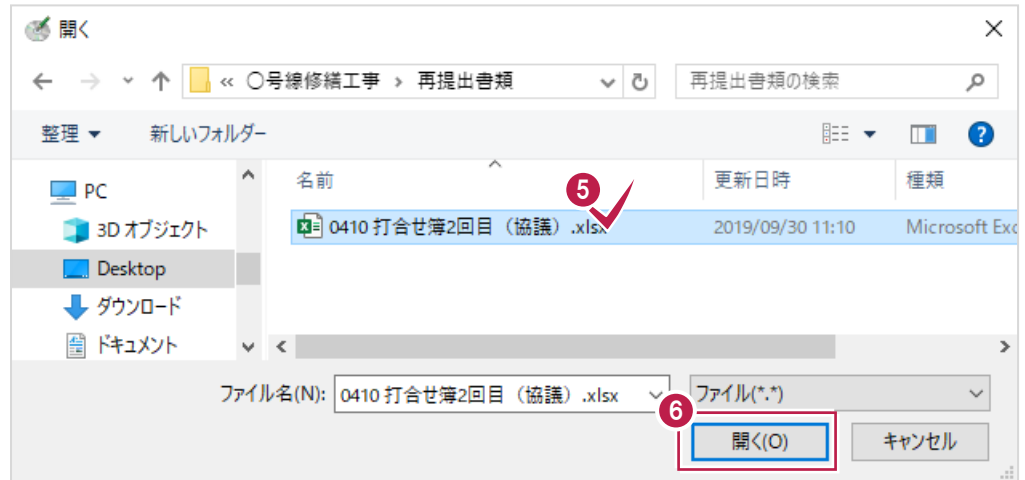 開く
« 〇号線修繕工事 › 再提出書類
再提出書類の検索
整理
新しいフォルダー
?
PC
3D オブジェクト
Desktop
ダウンロード
ドキュメント
名前
更新日時
種類
5
0410 打合せ簿2回目（協議）.xlsx
2019/09/30 11:10
Microsoft Exc
ファイル名(N):
0410 打合せ簿2回目（協議）.xlsx
ファイル(*.*)
6
開く(O)
キャンセル